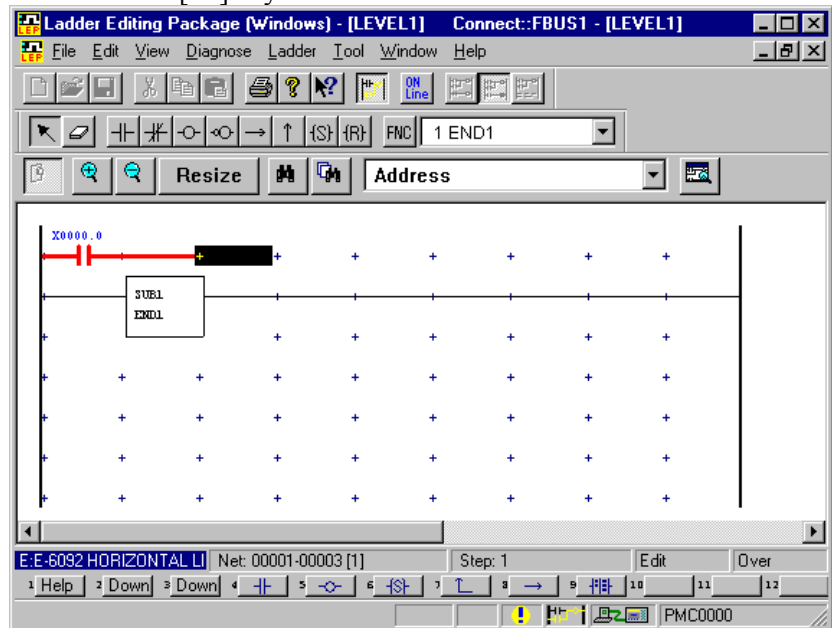 Ladder Editing Package (Windows) - [LEVEL1] Connect::FBUS1 - [LEVEL1]
File Edit View Diagnose Ladder Tool Window Help
ON Line
{S} {R} FNC 1 END1
Resize Address
X0000.0
SUB1
END1
E:E-6092 HORIZONTAL LI Net: 00001-00003 [1] Step: 1 Edit Over
1 Help 2 Down 3 Down 4 5 6 {S} 7 8 9 10 11 12
PMC0000